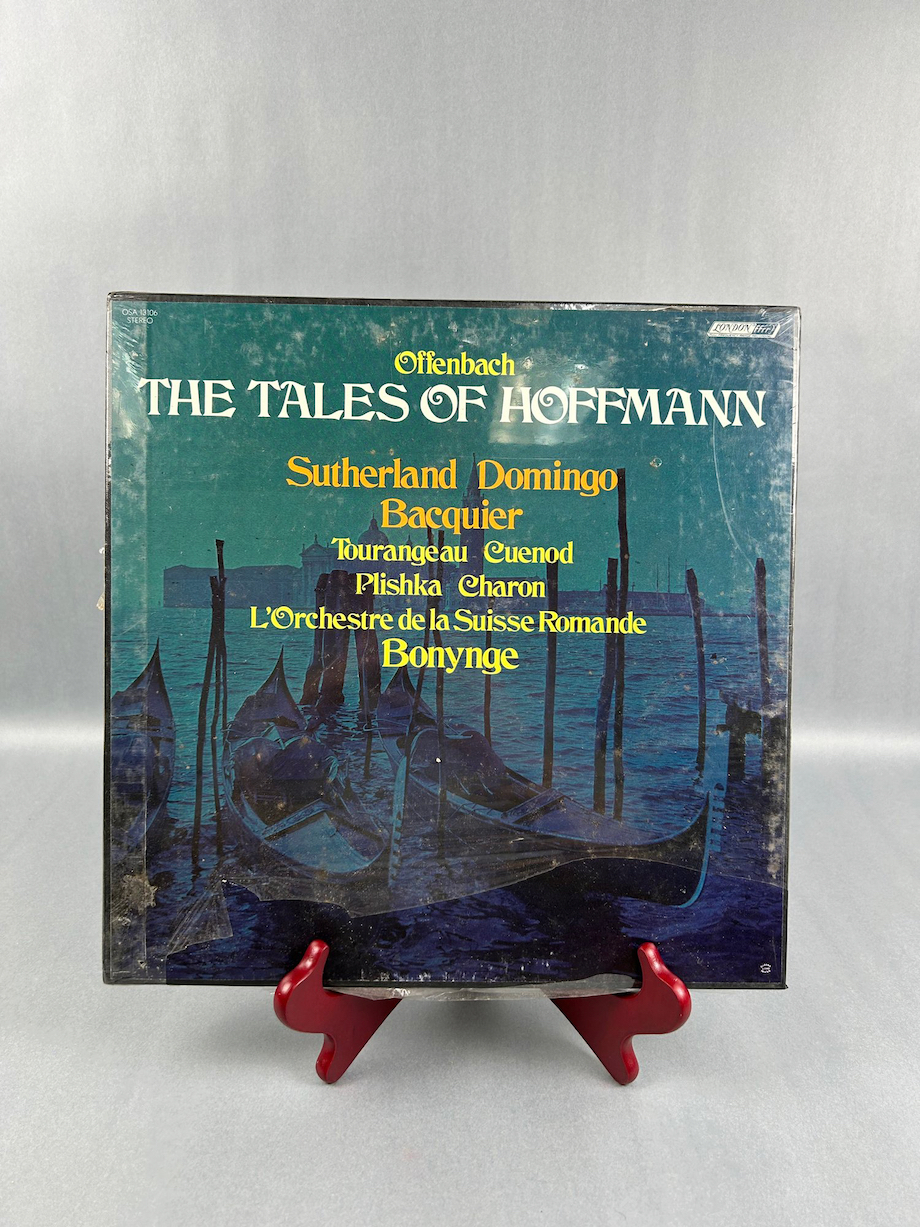 OSA 13106
STEREO
LONDON ffrr
Offenbach
THE TALES OF HOFFMANN
Sutherland Domingo
Bacquier
Tourangeau Cuenod
Plishka Charon
L'Orchestre de la Suisse Romande
Bonynge